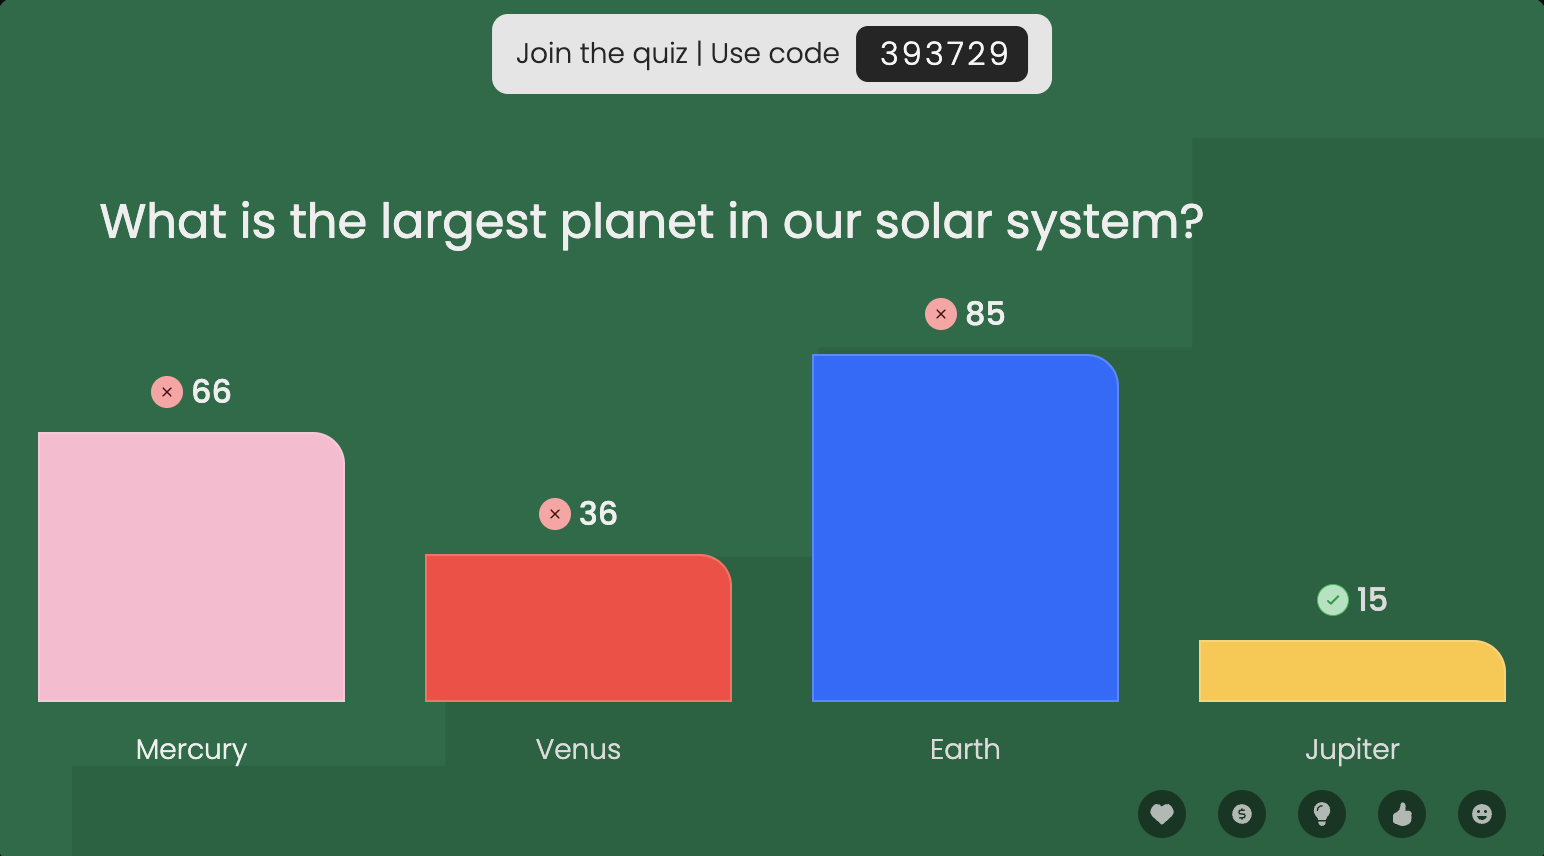 Join the quiz | Use code 393729
What is the largest planet in our solar system?
66
36
85
15
Mercury
Venus
Earth
Jupiter